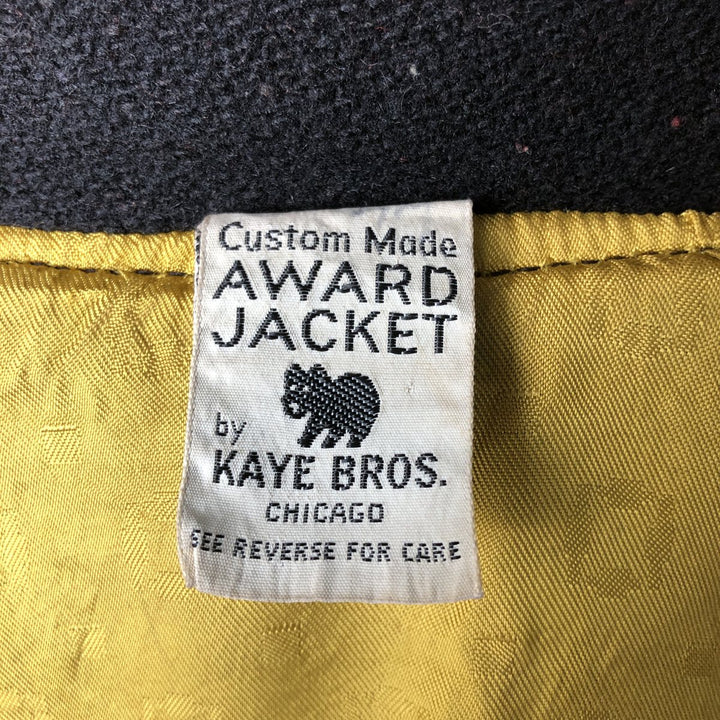 Custom Made
AWARD
JACKET
by
KAYE BROS.
CHICAGO
SEE REVERSE FOR CARE